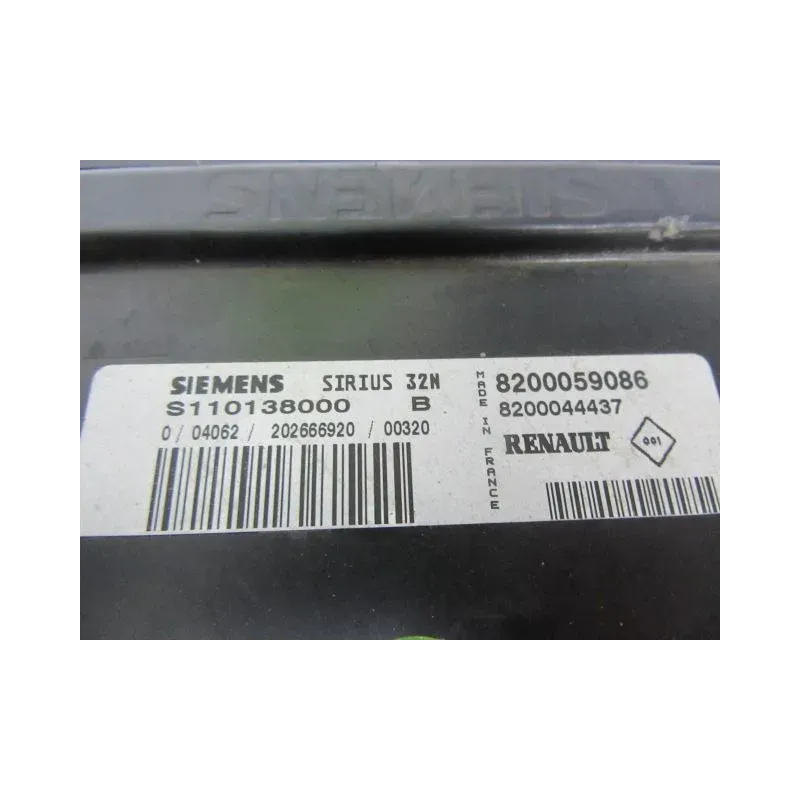 SIEMENS
SIEMENS SIRIUS 32N
S110138000 B
0/ 04062/ 202666920/ 00320
MADE IN FRANCE
8200059086
8200044437
RENAULT 001